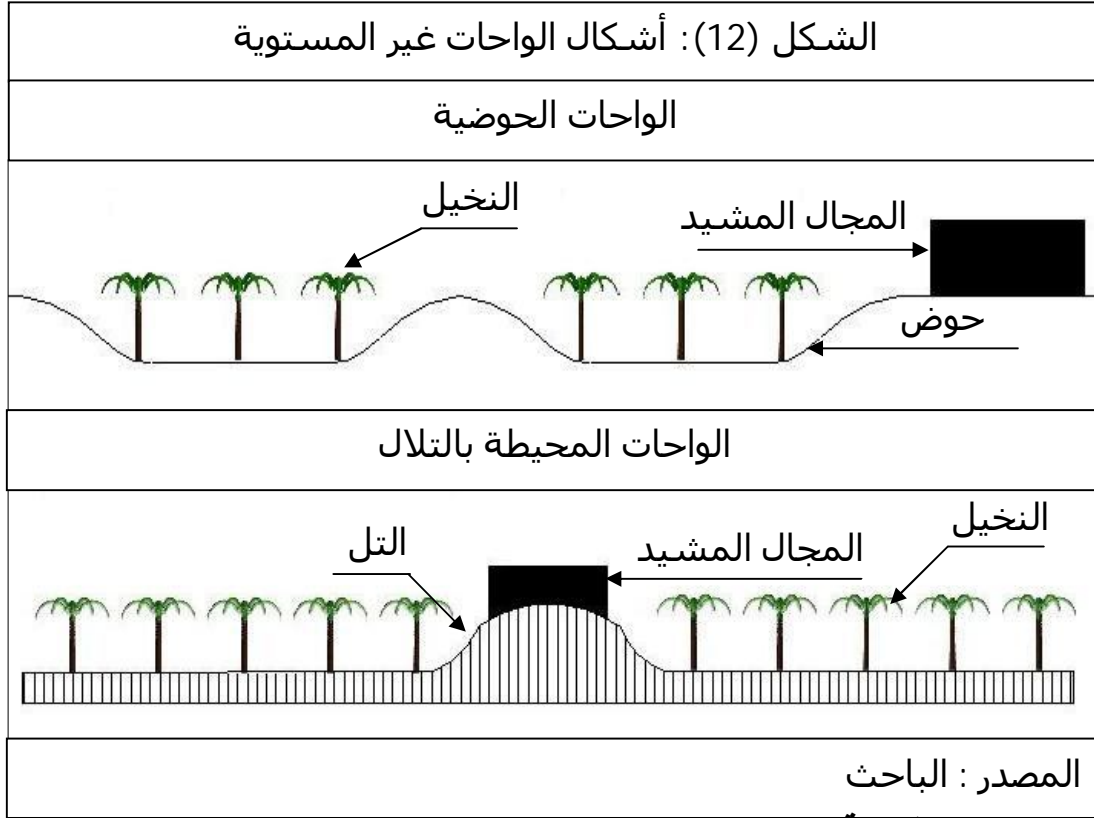 الشكل (12): أشكال الواحات غير المستوية
الواحات الحوضية
النخيل
المجال المشيد
حوض
الواحات المحيطة بالتلال
النخيل
المجال المشيد
التل
المصدر : الباحث